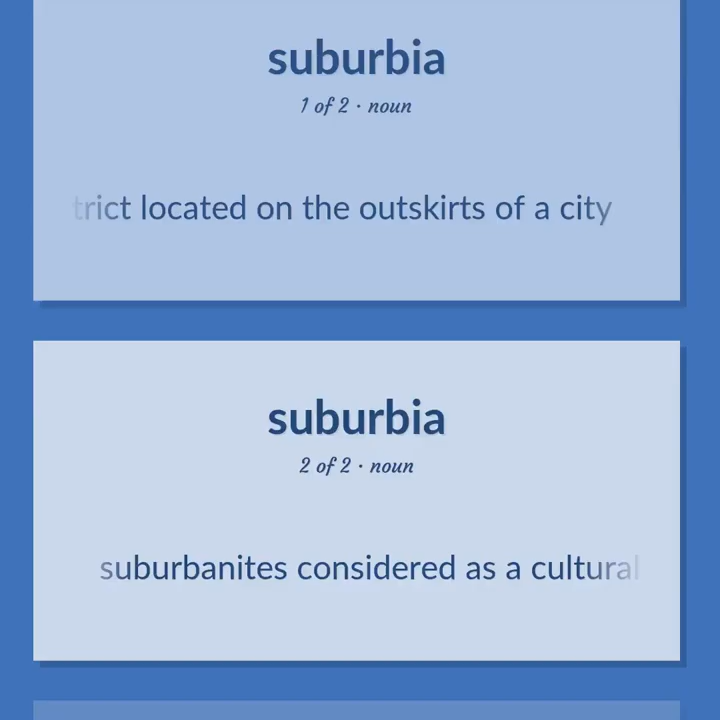 suburbia
1 of 2 · noun
trict located on the outskirts of a city
suburbia
2 of 2 · noun
suburbanites considered as a cultural